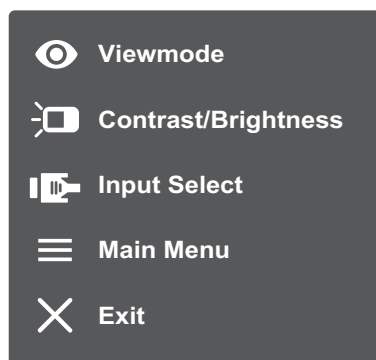 Viewmode
Contrast/Brightness
Input Select
Main Menu
Exit